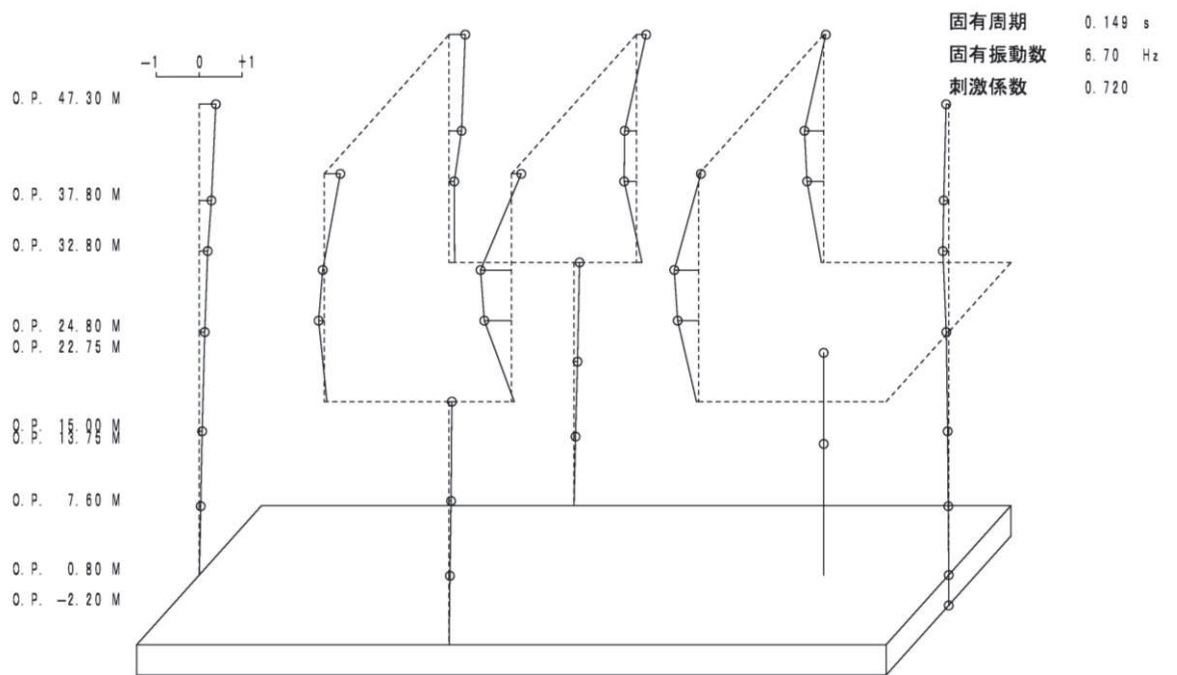 固有周期 0.149 s
固有振動数 6.70 Hz
刺激係数 0.720
-1 0 +1
O.P. 47.30 M
O.P. 37.80 M
O.P. 32.80 M
O.P. 24.80 M
O.P. 22.75 M
O.P. 15.00 M
O.P. 13.75 M
O.P. 7.60 M
O.P. 0.80 M
O.P. -2.20 M